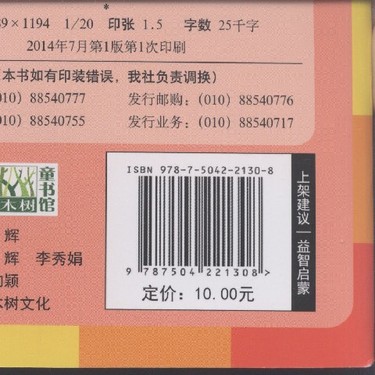 9×1194 1/20 印张 1.5 字数 25千字
2014年7月第1版第1次印刷
(本书如有印装错误，我社负责调换)
010) 88540777 发行邮购：(010) 88540776
010) 88540755 发行业务：(010) 88540717
木树
童书馆
ISBN 978-7-5042-2130-8
9 787504 221308 >
定价：10.00元
上架建议｜益智启蒙
辉
辉 李秀娟
颖
木树文化